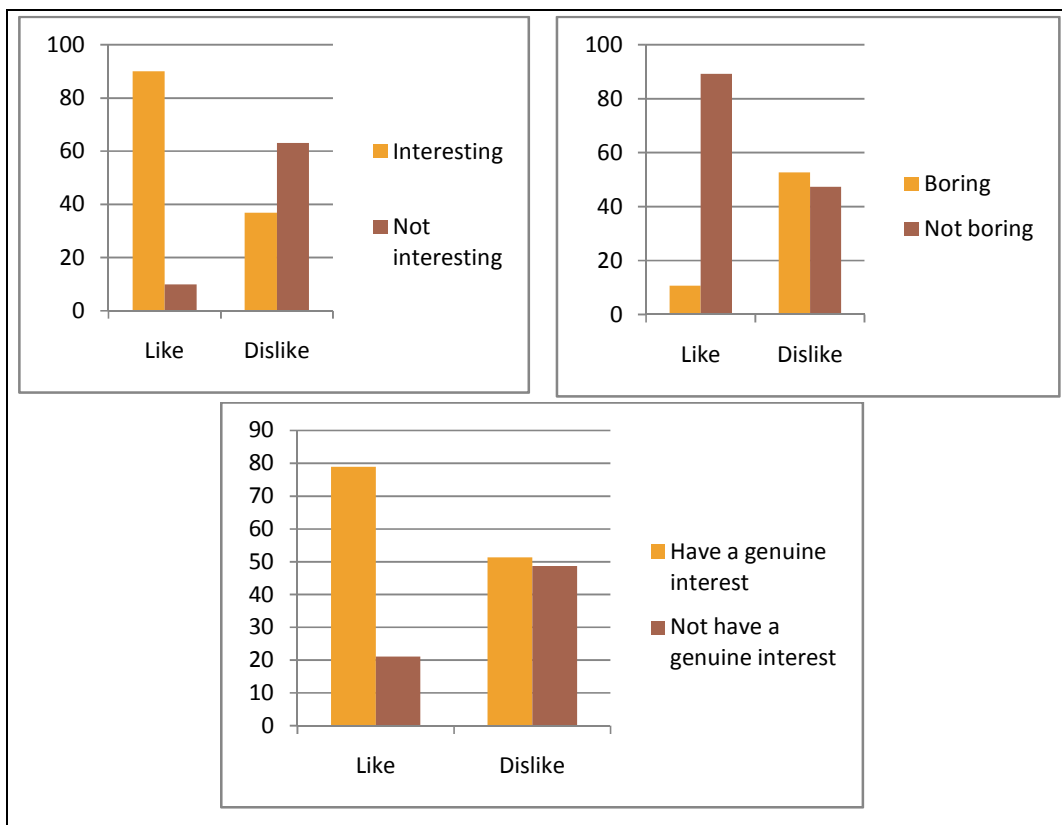 100
80
60
40
20
0
Like Dislike
Interesting
Not
interesting
100
80
60
40
20
0
Like Dislike
Boring
Not boring
90
80
70
60
50
40
30
20
10
0
Like Dislike
Have a genuine
interest
Not have a
genuine interest